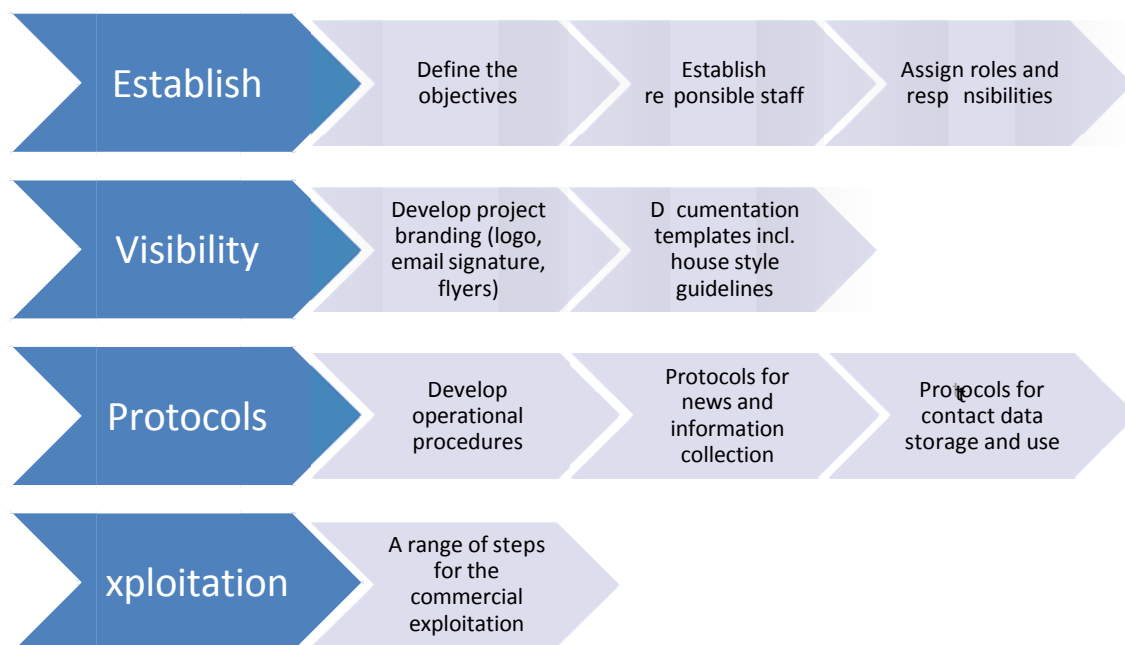 Establish
Define the
objectives
Establish
re ponsible staff
Assign roles and
resp nsibilities
Visibility
Develop project
branding (logo,
email signature,
flyers)
D cumentation
templates incl.
house style
guidelines
Protocols
Develop
operational
procedures
Protocols for
news and
information
collection
Protocols for
contact data
storage and use
xploitation
A range of steps
for the
commercial
exploitation